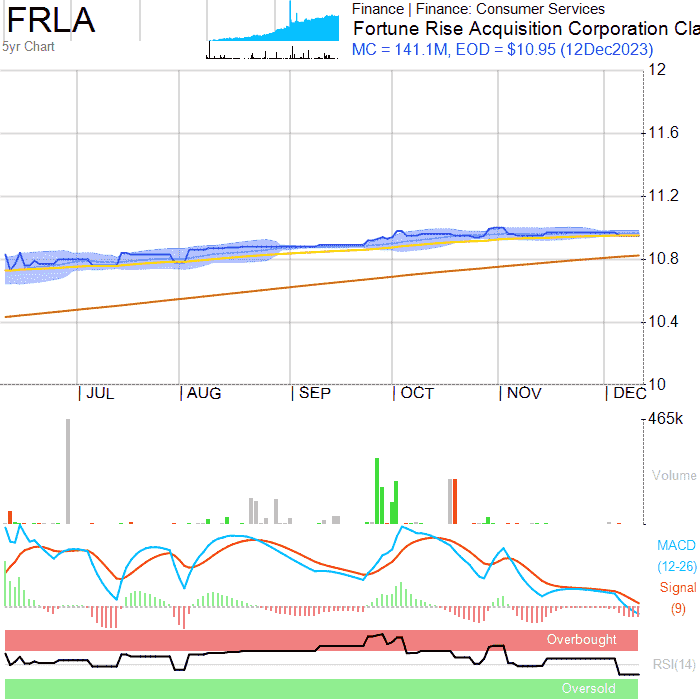 FRLA
5yr Chart
Finance | Finance: Consumer Services
Fortune Rise Acquisition Corporation Cla
MC = 141.1M, EOD = $10.95 (12Dec2023)
12
11.6
11.2
10.8
10.4
10
JUL
AUG
SEP
OCT
NOV
DEC
465k
Volume
MACD
(12-26)
Signal
(9)
Overbought
RSI(14)
Oversold